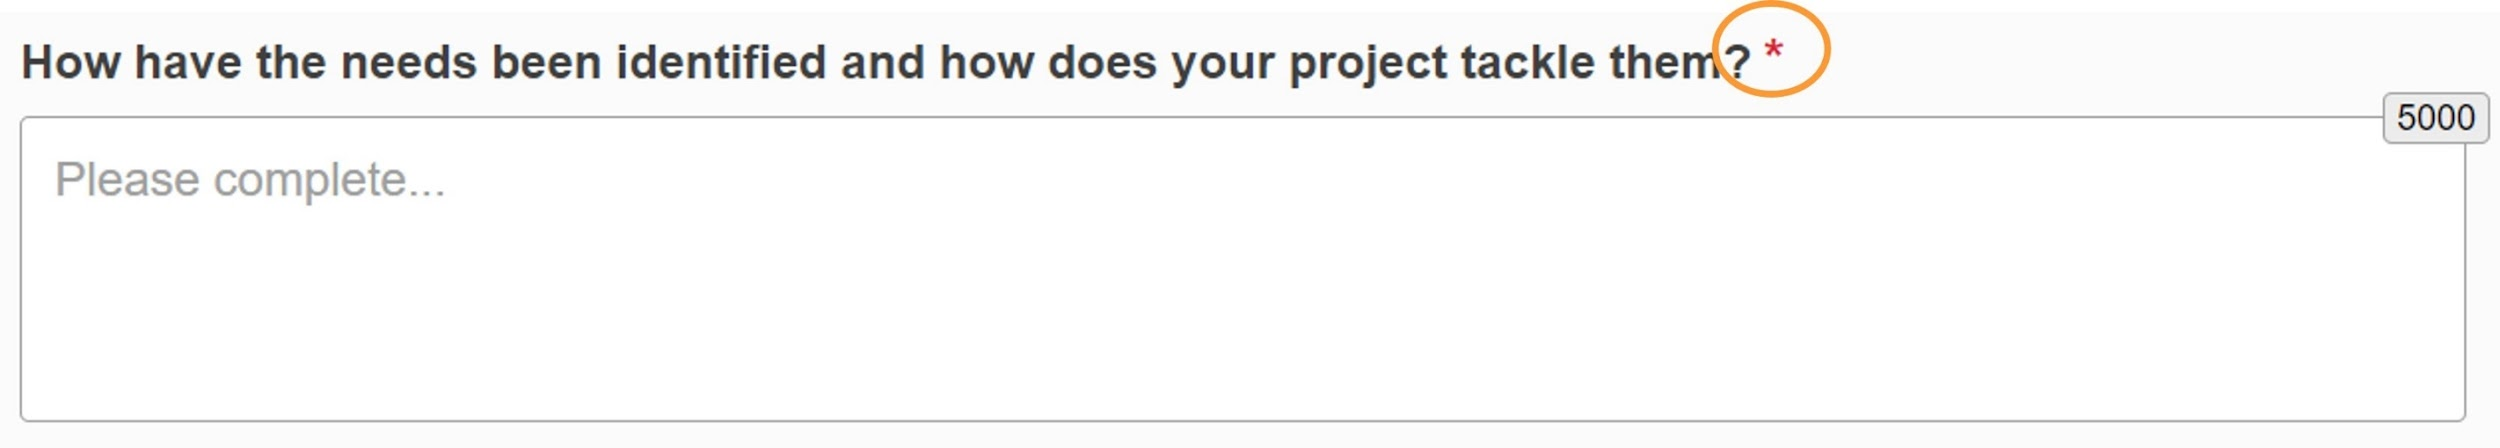 How have the needs been identified and how does your project tackle them? *
5000
Please complete...